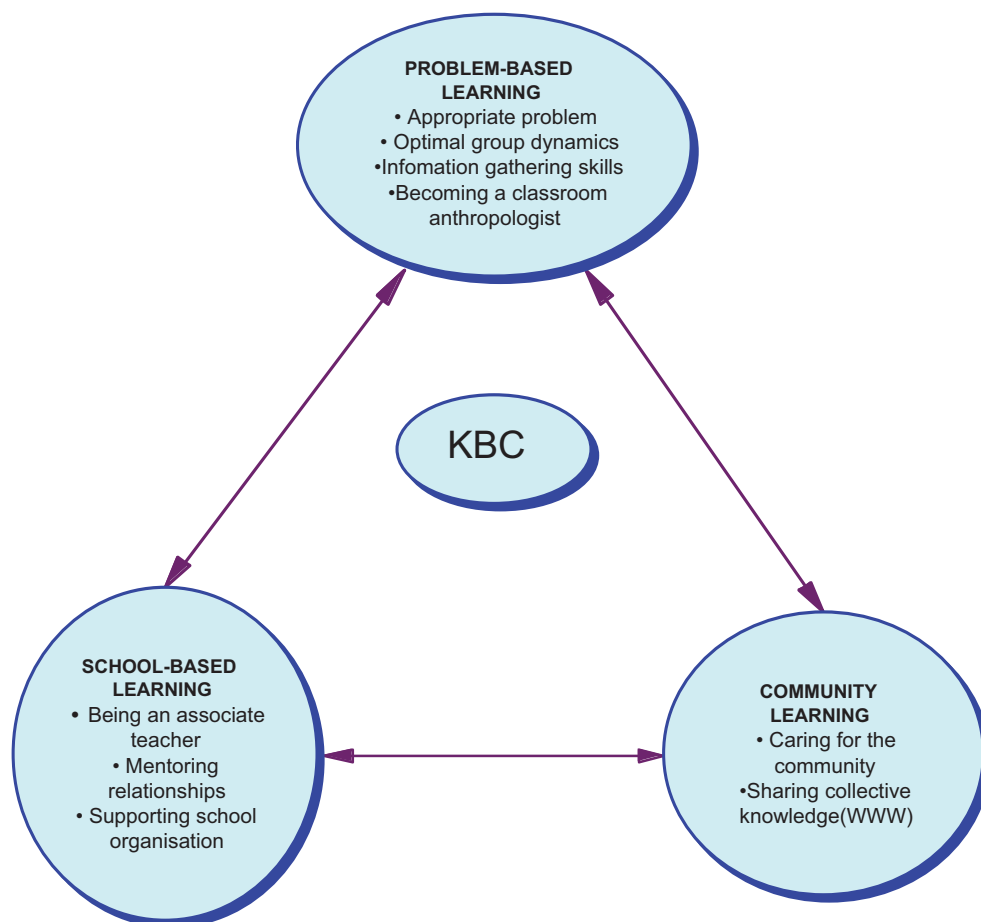 PROBLEM-BASED
LEARNING
• Appropriate problem
• Optimal group dynamics
•Infomation gathering skills
•Becoming a classroom
anthropologist
KBC
SCHOOL-BASED
LEARNING
• Being an associate
teacher
• Mentoring
relationships
• Supporting school
organisation
COMMUNITY
LEARNING
• Caring for the
community
•Sharing collective
knowledge(WWW)